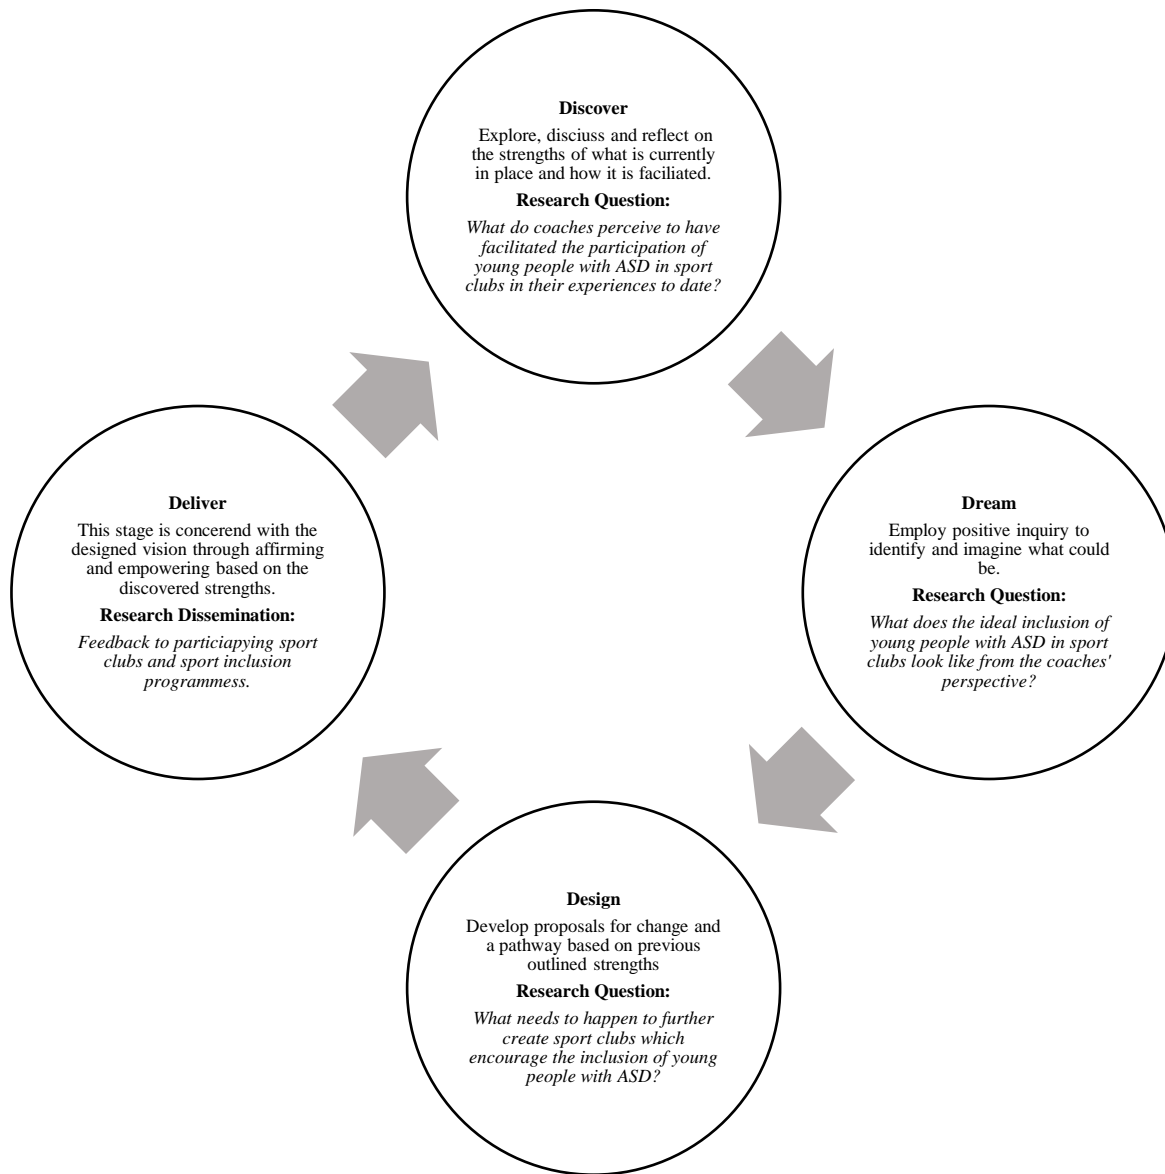 Discover
Explore, disciuss and reflect on
the strengths of what is currently
in place and how it is faciliated.
Research Question:
What do coaches perceive to have
facilitated the participation of
young people with ASD in sport
clubs in their experiences to date?
Dream
Employ positive inquiry to
identify and imagine what could
be.
Research Question:
What does the ideal inclusion of
young people with ASD in sport
clubs look like from the coaches'
perspective?
Design
Develop proposals for change and
a pathway based on previous
outlined strengths
Research Question:
What needs to happen to further
create sport clubs which
encourage the inclusion of young
people with ASD?
Deliver
This stage is concerend with the
designed vision through affirming
and empowering based on the
discovered strengths.
Research Dissemination:
Feedback to particiapying sport
clubs and sport inclusion
programmess.